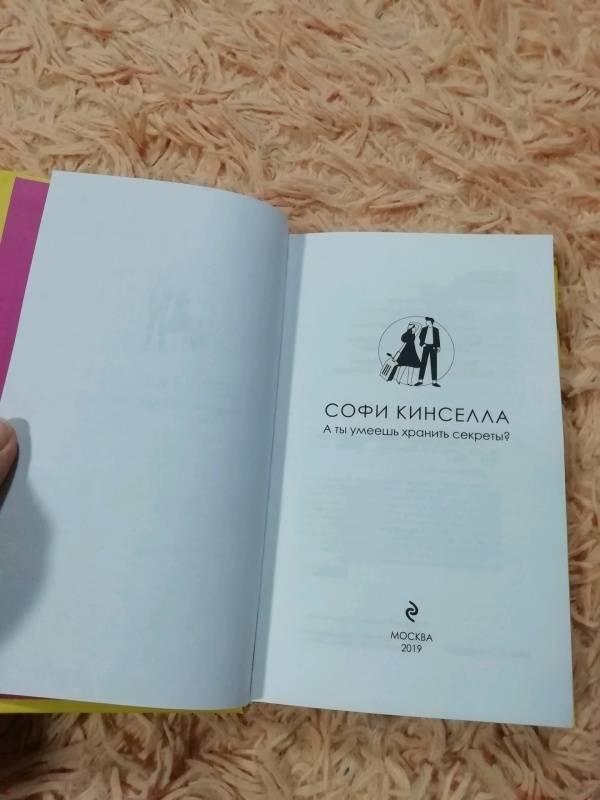 СОФИ КИНСЕЛЛА
А ты умеешь хранить секреты?
МОСКВА
2019